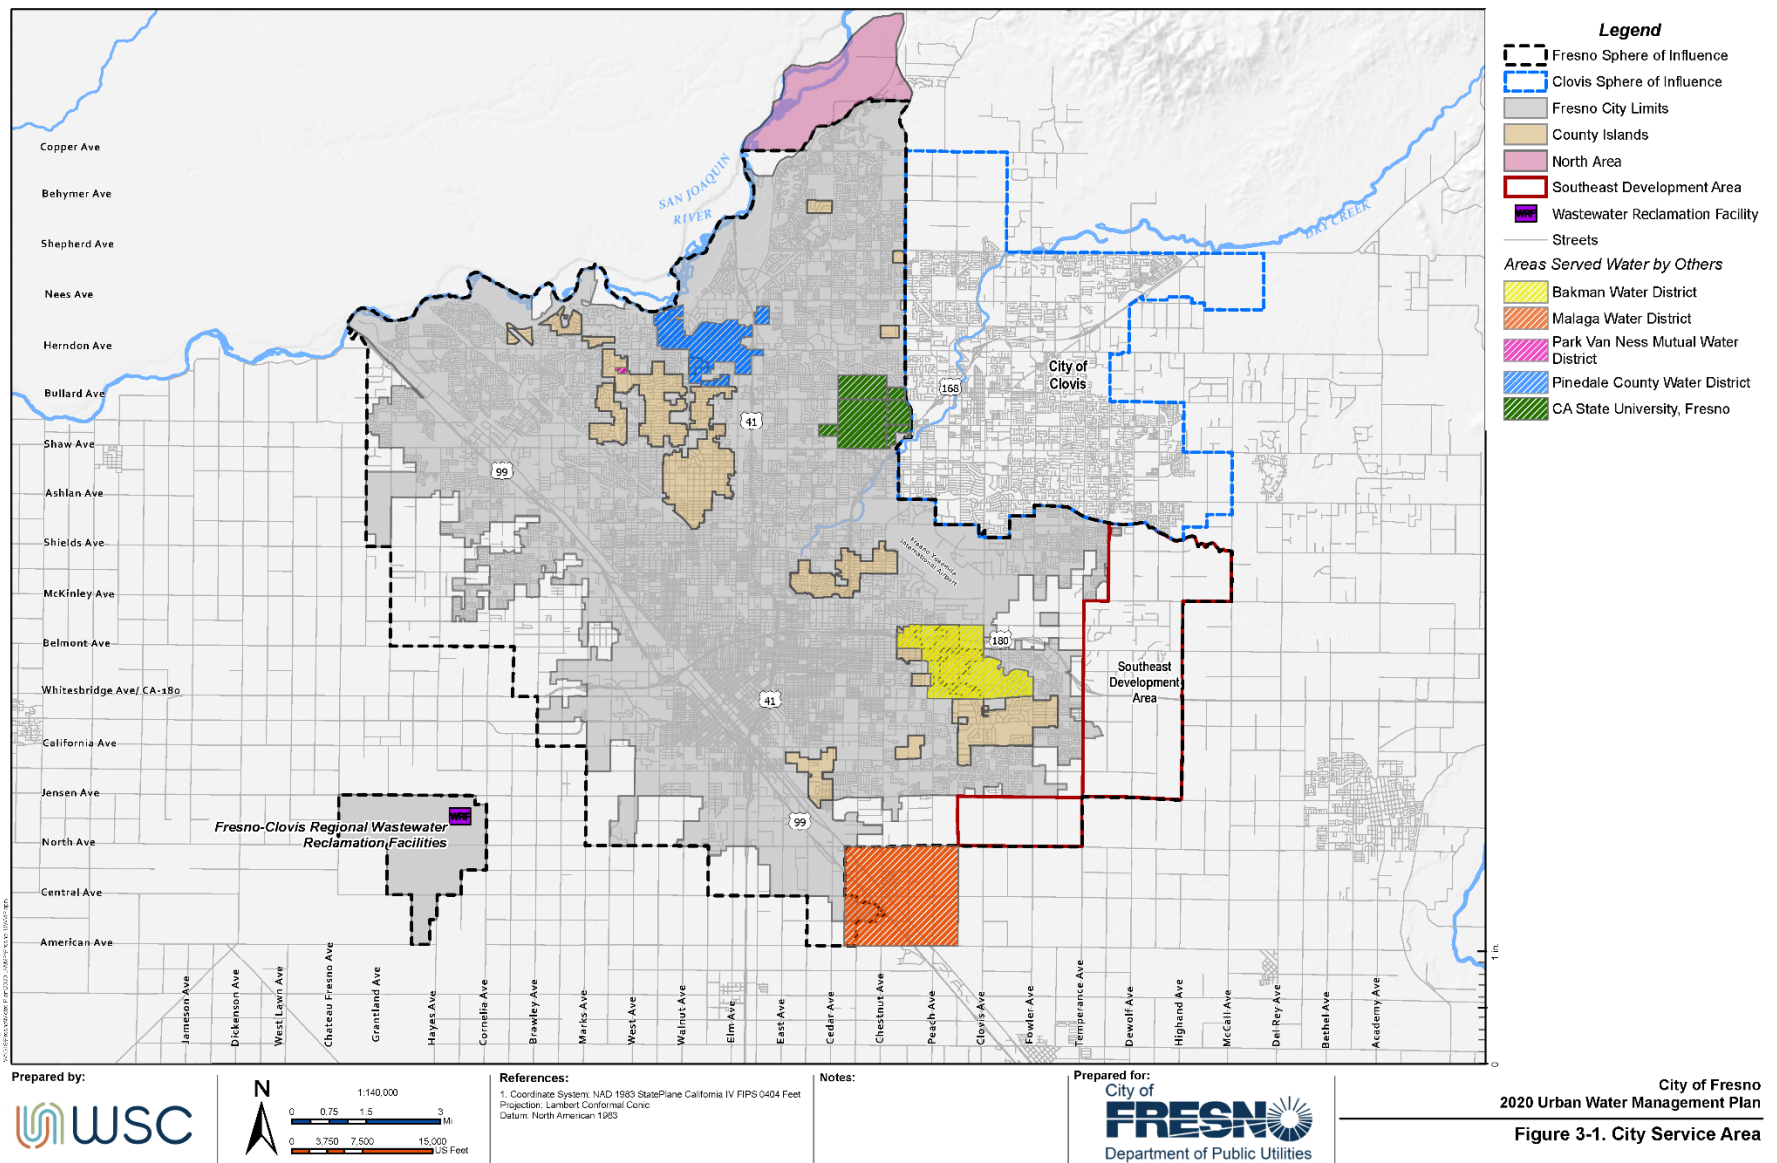 Legend
Fresno Sphere of Influence
Clovis Sphere of Influence
Fresno City Limits
County Islands
North Area
Southeast Development Area
WRF
Wastewater Reclamation Facility
Streets
Areas Served Water by Others
Bakman Water District
Malaga Water District
Park Van Ness Mutual Water
District
Pinedale County Water District
CA State University, Fresno
Copper Ave
Behymer Ave
Shepherd Ave
Nees Ave
Herndon Ave
Bullard Ave
Shaw Ave
Ashlan Ave
Shields Ave
McKinley Ave
Belmont Ave
Whitesbridge Ave/ CA-180
California Ave
Jensen Ave
North Ave
Central Ave
American Ave
SAN JOAQUIN
RIVER
DRY CREEK
City of
Clovis
168
41
99
Fresno Yosemite
International Airport
180
Southeast
Development
Area
41
99
WRF
Fresno-Clovis Regional Wastewater
Reclamation Facilities
Jameson Ave
Dickenson Ave
West Lawn Ave
Chateau Fresno Ave
Grantland Ave
Hayes Ave
Cornelia Ave
Brawley Ave
Marks Ave
West Ave
Walnut Ave
Elm Ave
East Ave
Cedar Ave
Chestnut Ave
Peach Ave
Clovis Ave
Fowler Ave
Temperance Ave
Dewolf Ave
Highland Ave
McCall Ave
Del Rey Ave
Bethel Ave
Academy Ave
1 in.
0
Prepared by:
WSC
N
1:140,000
0 0.75 1.5 3
Mi
0 3,750 7,500 15,000
US Feet
References:
1. Coordinate System: NAD 1983 StatePlane California IV FIPS 0404 Feet
Projection: Lambert Conformal Conic
Datum: North American 1983
Notes:
Prepared for:
City of
FRESNO
Department of Public Utilities
City of Fresno
2020 Urban Water Management Plan
Figure 3-1. City Service Area